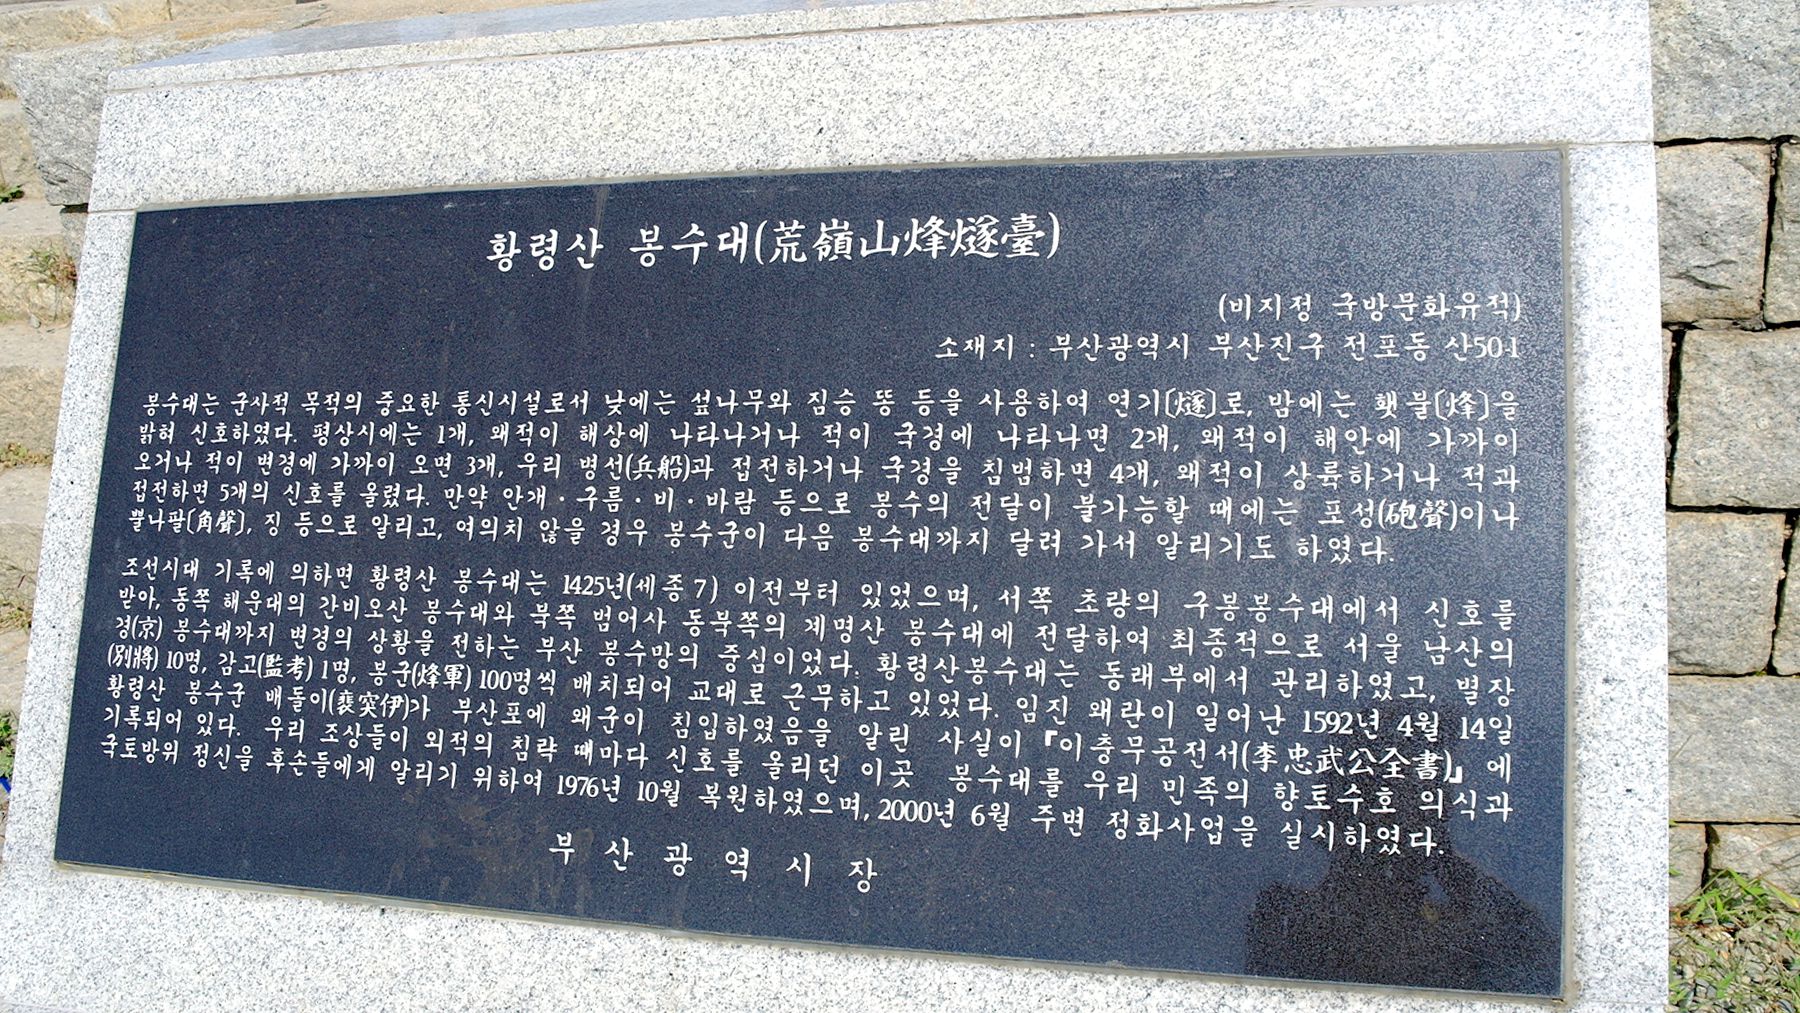 황령산 봉수대(荒嶺山烽燧臺)
(비지정 국방문화유적)
소재지 : 부산광역시 부산진구 전포동 산50-1
봉수대는 군사적 목적의 중요한 통신시설로서 낮에는 섶나무와 짐승 똥 등을 사용하여 연기〔燧〕로, 밤에는 횃불〔烽〕을
밝혀 신호하였다. 평상시에는 1개, 왜적이 해상에 나타나거나 적이 국경에 나타나면 2개, 왜적이 해안에 가까이
오거나 적이 변경에 가까이 오면 3개, 우리 병선(兵船)과 접전하거나 국경을 침범하면 4개, 왜적이 상륙하거나 적과
접전하면 5개의 신호를 올렸다. 만약 안개·구름·비·바람 등으로 봉수의 전달이 불가능할 때에는 포성(砲聲)이나
뿔나팔〔角聲〕, 징 등으로 알리고, 여의치 않을 경우 봉수군이 다음 봉수대까지 달려 가서 알리기도 하였다.
조선시대 기록에 의하면 황령산 봉수대는 1425년(세종 7) 이전부터 있었으며, 서쪽 초량의 구봉봉수대에서 신호를
받아, 동쪽 해운대의 간비오산 봉수대와 북쪽 범어사 동북쪽의 계명산 봉수대에 전달하여 최종적으로 서울 남산의
경(京) 봉수대까지 변경의 상황을 전하는 부산 봉수망의 중심이었다. 황령산봉수대는 동래부에서 관리하였고, 별장
(別將) 10명, 감고(監考) 1명, 봉군(烽軍) 100명씩 배치되어 교대로 근무하고 있었다. 임진 왜란이 일어난 1592년 4월 14일
황령산 봉수군 배돌이(裵突伊)가 부산포에 왜군이 침입하였음을 알린 사실이 『이충무공전서(李忠武公全書)』에
기록되어 있다. 우리 조상들이 외적의 침략 때마다 신호를 올리던 이곳 봉수대를 우리 민족의 향토수호 의식과
국토방위 정신을 후손들에게 알리기 위하여 1976년 10월 복원하였으며, 2000년 6월 주변 정화사업을 실시하였다.
부산광역시장